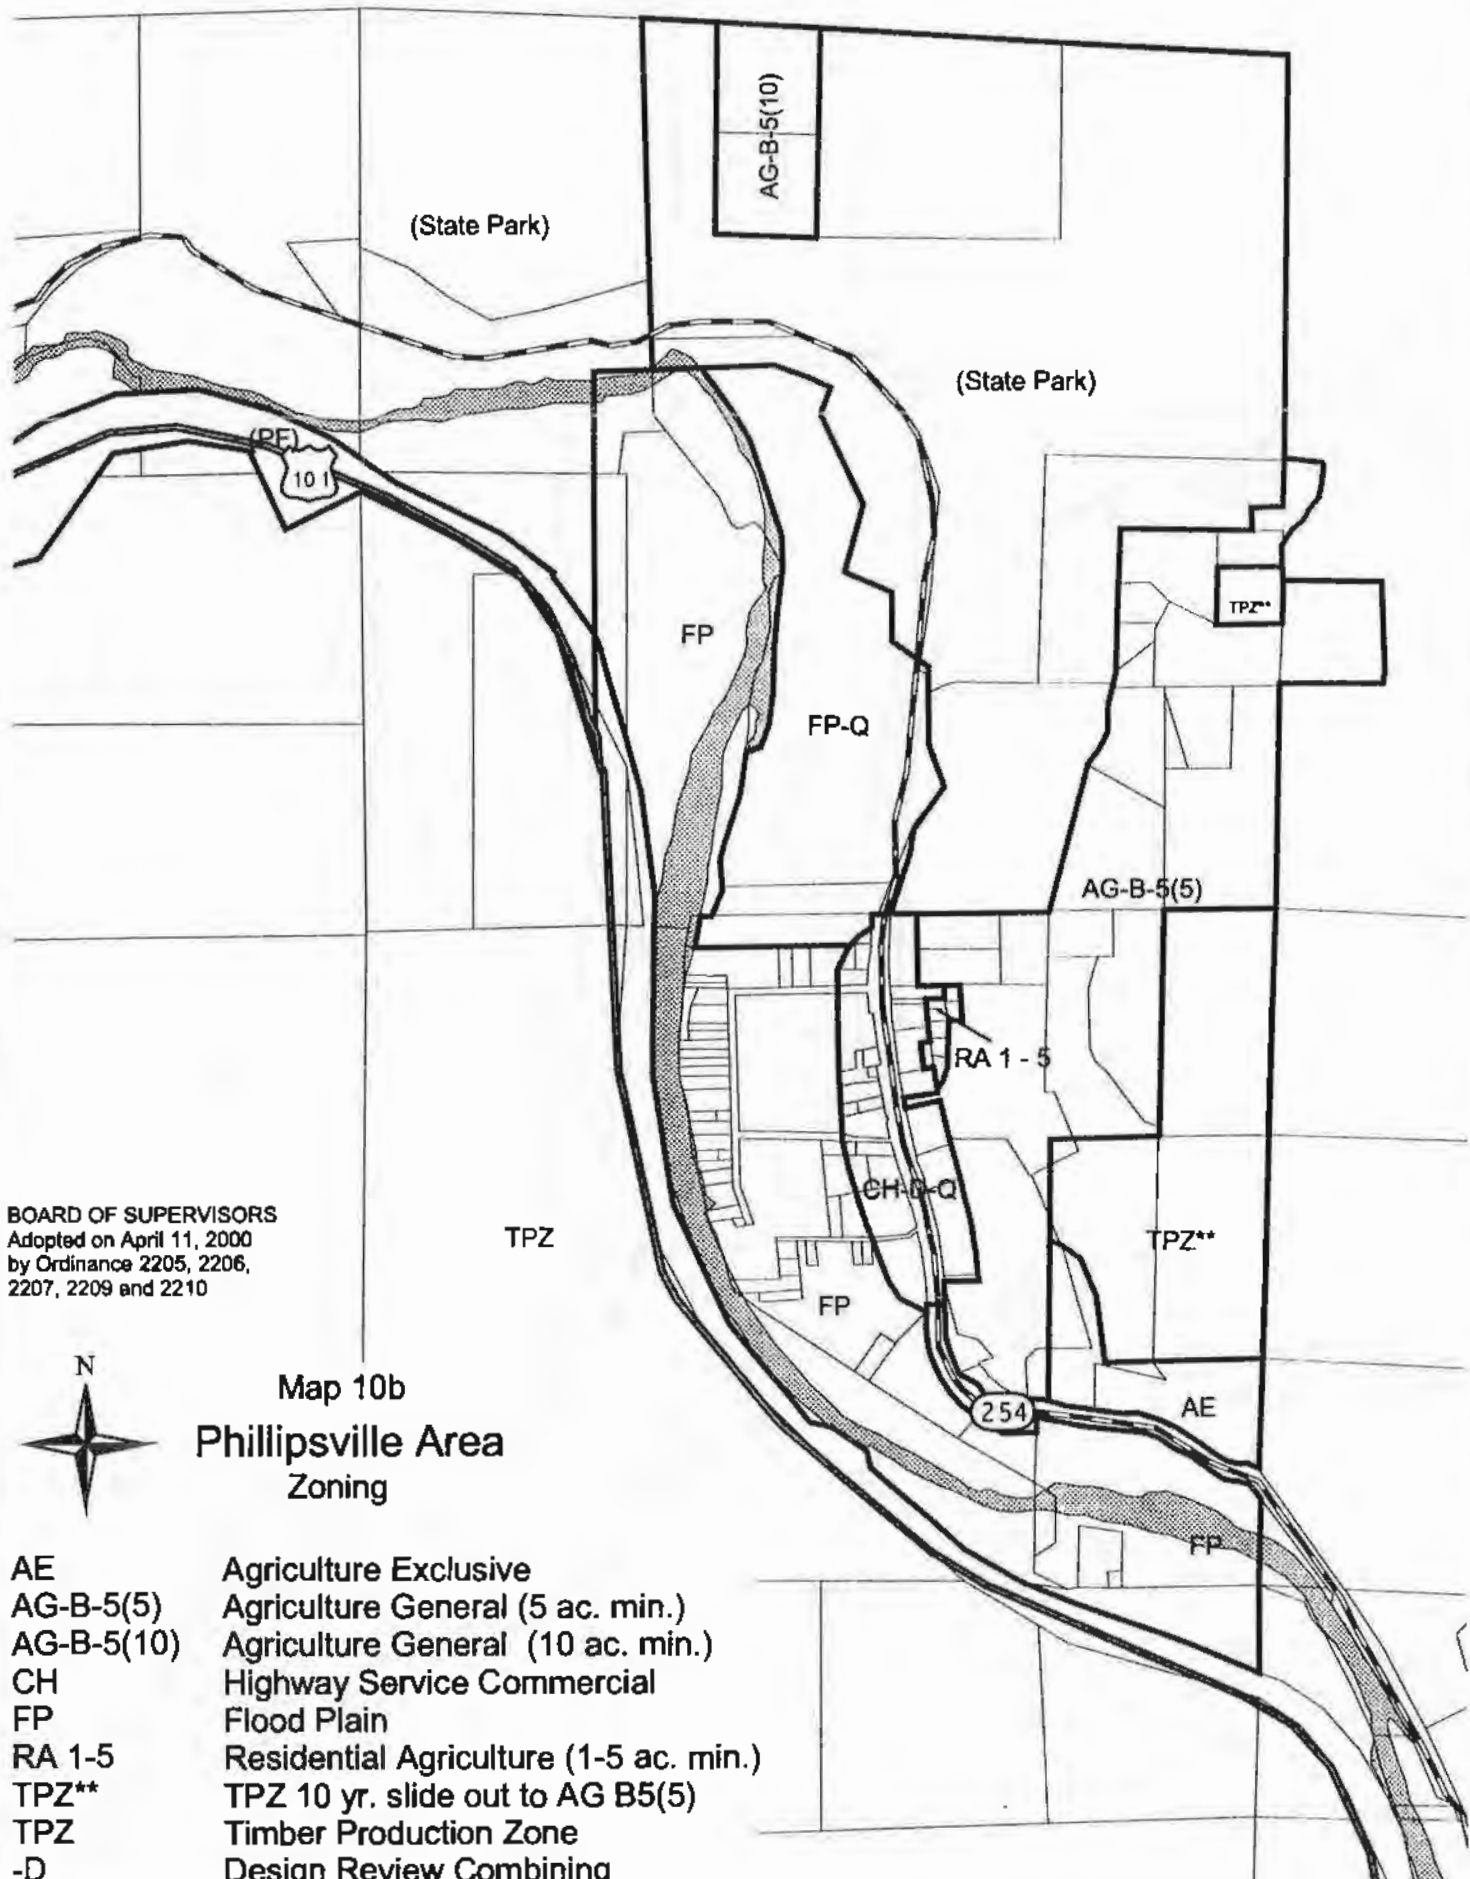 AG-B-5(10)
(State Park)
(State Park)
(PF)
101
TPZ**
FP
FP-Q
AG-B-5(5)
RA 1 - 5
CH-D-Q
TPZ
TPZ**
FP
BOARD OF SUPERVISORS
Adopted on April 11, 2000
by Ordinance 2205, 2206,
2207, 2209 and 2210
N
Map 10b
Phillipsville Area
Zoning
254
AE
FP
AE Agriculture Exclusive
AG-B-5(5) Agriculture General (5 ac. min.)
AG-B-5(10) Agriculture General (10 ac. min.)
CH Highway Service Commercial
FP Flood Plain
RA 1-5 Residential Agriculture (1-5 ac. min.)
TPZ** TPZ 10 yr. slide out to AG B5(5)
TPZ Timber Production Zone
-D Design Review Combining